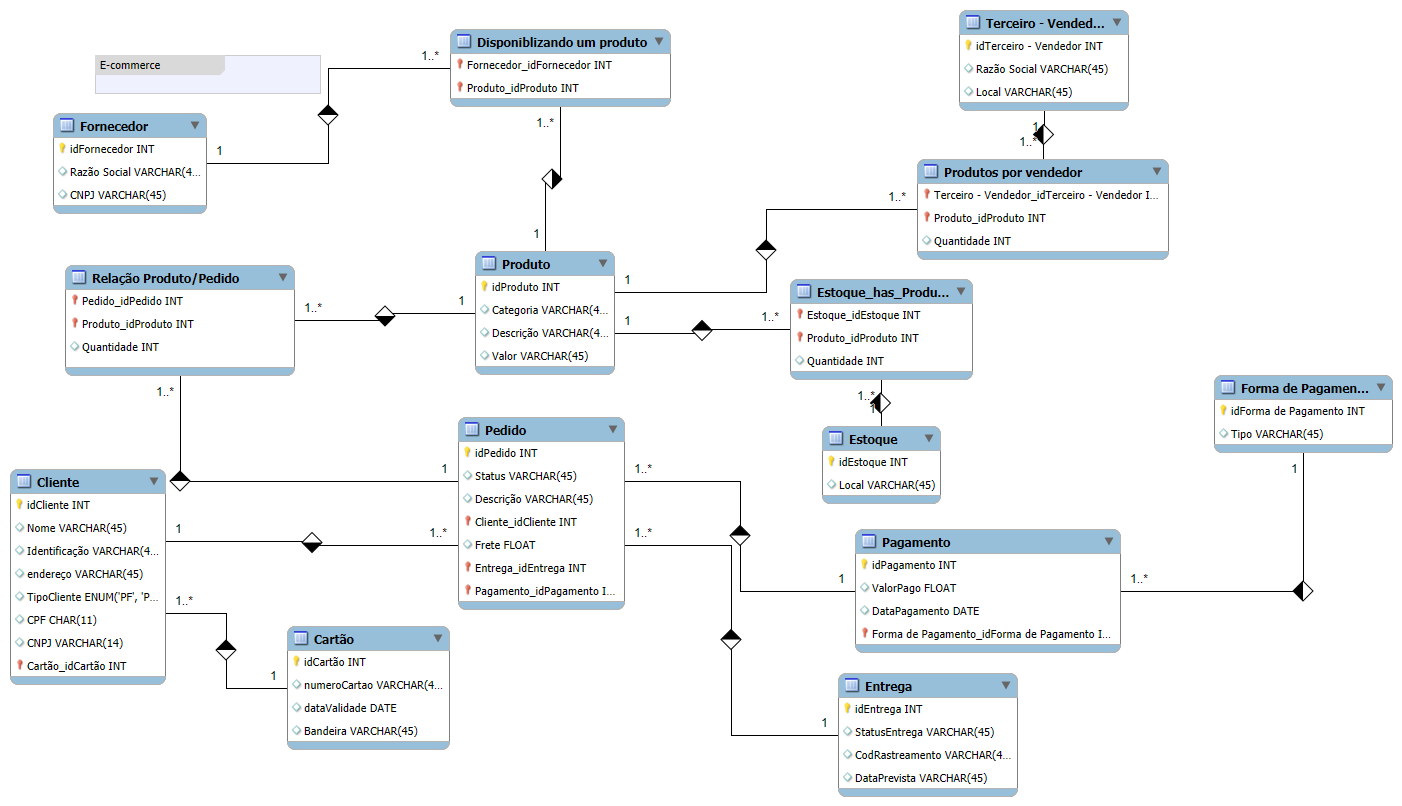 E-commerce
Disponiblizando um produto
Fornecedor_idFornecedor INT
Produto_idProduto INT
1..*
1..*
Terceiro - Vended...
idTerceiro - Vendedor INT
Razão Social VARCHAR(45)
Local VARCHAR(45)
1
1..*
Fornecedor
idFornecedor INT
Razão Social VARCHAR(4...
CNPJ VARCHAR(45)
1
Produtos por vendedor
Terceiro - Vendedor_idTerceiro - Vendedor I...
Produto_idProduto INT
Quantidade INT
1..*
1
Produto
idProduto INT
Categoria VARCHAR(4...
Descrição VARCHAR(4...
Valor VARCHAR(45)
1
1
1
Relação Produto/Pedido
Pedido_idPedido INT
Produto_idProduto INT
Quantidade INT
1..*
1..*
Estoque_has_Produ...
Estoque_idEstoque INT
Produto_idProduto INT
Quantidade INT
1..*
1..*
1
Estoque
idEstoque INT
Local VARCHAR(45)
Forma de Pagamen...
idForma de Pagamento INT
Tipo VARCHAR(45)
1
Pedido
idPedido INT
Status VARCHAR(45)
Descrição VARCHAR(45)
Cliente_idCliente INT
Frete FLOAT
Entrega_idEntrega INT
Pagamento_idPagamento I...
1
1..*
1..*
1..*
Cliente
idCliente INT
Nome VARCHAR(45)
Identificação VARCHAR(4...
endereço VARCHAR(45)
TipoCliente ENUM('PF', 'P...
CPF CHAR(11)
CNPJ VARCHAR(14)
Cartão_idCartão INT
1
1..*
Pagamento
idPagamento INT
ValorPago FLOAT
DataPagamento DATE
Forma de Pagamento_idForma de Pagamento I...
1
1..*
Cartão
idCartão INT
numeroCartao VARCHAR(4...
dataValidade DATE
Bandeira VARCHAR(45)
1
Entrega
idEntrega INT
StatusEntrega VARCHAR(45)
CodRastreamento VARCHAR(4...
DataPrevista VARCHAR(45)
1